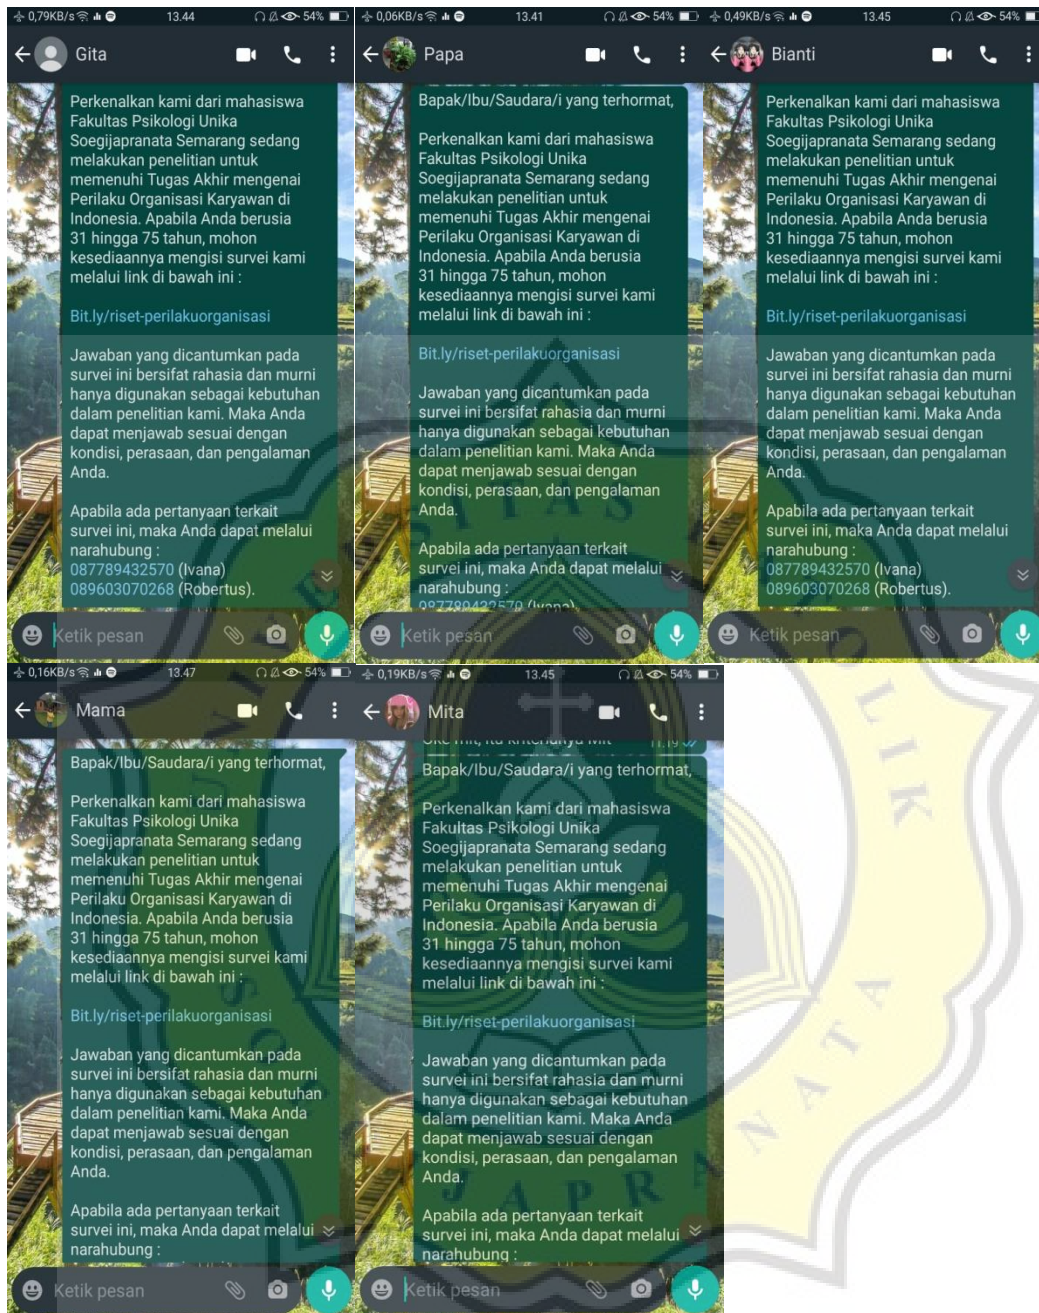 0,79KB/s 13.44 54%
Gita
Perkenalkan kami dari mahasiswa
Fakultas Psikologi Unika
Soegijapranata Semarang sedang
melakukan penelitian untuk
memenuhi Tugas Akhir mengenai
Perilaku Organisasi Karyawan di
Indonesia. Apabila Anda berusia
31 hingga 75 tahun, mohon
kesediaannya mengisi survei kami
melalui link di bawah ini :
Bit.ly/riset-perilakuorganisasi
Jawaban yang dicantumkan pada
survei ini bersifat rahasia dan murni
hanya digunakan sebagai kebutuhan
dalam penelitian kami. Maka Anda
dapat menjawab sesuai dengan
kondisi, perasaan, dan pengalaman
Anda.
Apabila ada pertanyaan terkait
survei ini, maka Anda dapat melalui
narahubung :
087789432570 (Ivana)
089603070268 (Robertus).
Ketik pesan
0,06KB/s 13.41 54%
Papa
Bapak/Ibu/Saudara/i yang terhormat,
Perkenalkan kami dari mahasiswa
Fakultas Psikologi Unika
Soegijapranata Semarang sedang
melakukan penelitian untuk
memenuhi Tugas Akhir mengenai
Perilaku Organisasi Karyawan di
Indonesia. Apabila Anda berusia
31 hingga 75 tahun, mohon
kesediaannya mengisi survei kami
melalui link di bawah ini :
Bit.ly/riset-perilakuorganisasi
Jawaban yang dicantumkan pada
survei ini bersifat rahasia dan murni
hanya digunakan sebagai kebutuhan
dalam penelitian kami. Maka Anda
dapat menjawab sesuai dengan
kondisi, perasaan, dan pengalaman
Anda.
Apabila ada pertanyaan terkait
survei ini, maka Anda dapat melalui
narahubung :
087789432570 (Ivana)
Ketik pesan
0,49KB/s 13.45 54%
Bianti
Perkenalkan kami dari mahasiswa
Fakultas Psikologi Unika
Soegijapranata Semarang sedang
melakukan penelitian untuk
memenuhi Tugas Akhir mengenai
Perilaku Organisasi Karyawan di
Indonesia. Apabila Anda berusia
31 hingga 75 tahun, mohon
kesediaannya mengisi survei kami
melalui link di bawah ini :
Bit.ly/riset-perilakuorganisasi
Jawaban yang dicantumkan pada
survei ini bersifat rahasia dan murni
hanya digunakan sebagai kebutuhan
dalam penelitian kami. Maka Anda
dapat menjawab sesuai dengan
kondisi, perasaan, dan pengalaman
Anda.
Apabila ada pertanyaan terkait
survei ini, maka Anda dapat melalui
narahubung :
087789432570 (Ivana)
089603070268 (Robertus).
Ketik pesan
0,16KB/s 13.47 54%
Mama
Bapak/Ibu/Saudara/i yang terhormat,
Perkenalkan kami dari mahasiswa
Fakultas Psikologi Unika
Soegijapranata Semarang sedang
melakukan penelitian untuk
memenuhi Tugas Akhir mengenai
Perilaku Organisasi Karyawan di
Indonesia. Apabila Anda berusia
31 hingga 75 tahun, mohon
kesediaannya mengisi survei kami
melalui link di bawah ini :
Bit.ly/riset-perilakuorganisasi
Jawaban yang dicantumkan pada
survei ini bersifat rahasia dan murni
hanya digunakan sebagai kebutuhan
dalam penelitian kami. Maka Anda
dapat menjawab sesuai dengan
kondisi, perasaan, dan pengalaman
Anda.
Apabila ada pertanyaan terkait
survei ini, maka Anda dapat melalui
narahubung :
Ketik pesan
0,19KB/s 13.45 54%
Mita
Oke mit, itu kriterianya Mit 11.19
Bapak/Ibu/Saudara/i yang terhormat,
Perkenalkan kami dari mahasiswa
Fakultas Psikologi Unika
Soegijapranata Semarang sedang
melakukan penelitian untuk
memenuhi Tugas Akhir mengenai
Perilaku Organisasi Karyawan di
Indonesia. Apabila Anda berusia
31 hingga 75 tahun, mohon
kesediaannya mengisi survei kami
melalui link di bawah ini :
Bit.ly/riset-perilakuorganisasi
Jawaban yang dicantumkan pada
survei ini bersifat rahasia dan murni
hanya digunakan sebagai kebutuhan
dalam penelitian kami. Maka Anda
dapat menjawab sesuai dengan
kondisi, perasaan, dan pengalaman
Anda.
Apabila ada pertanyaan terkait
survei ini, maka Anda dapat melalui
narahubung :
Ketik pesan